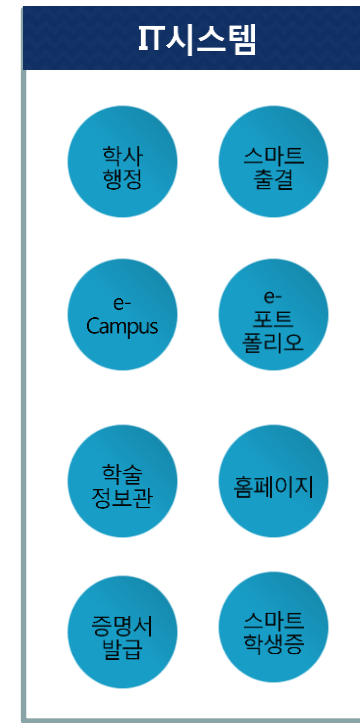 IT시스템
학사
행정
스마트
출결
e-
Campus
e-
포트
폴리오
학술
정보관
홈페이지
증명서
발급
스마트
학생증